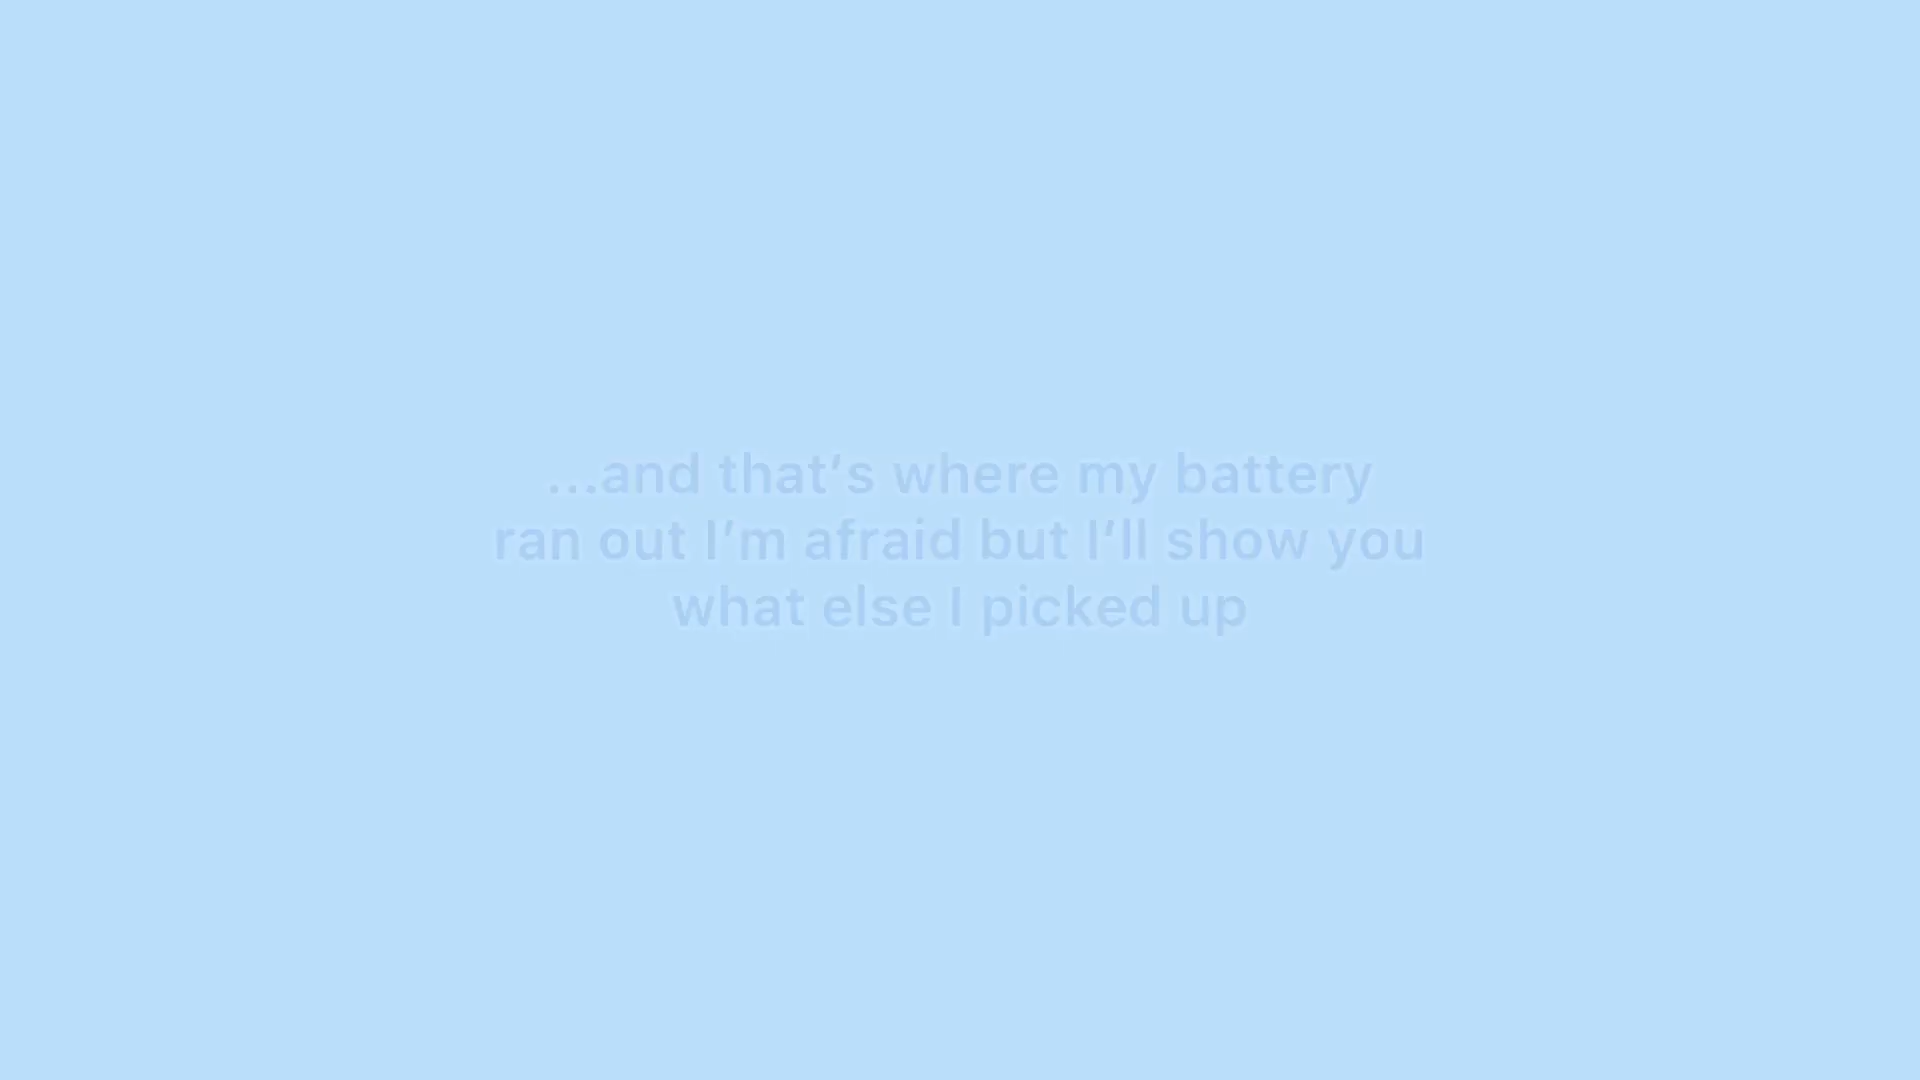 ...and that's where my battery
ran out I'm afraid but I'll show you
what else I picked up